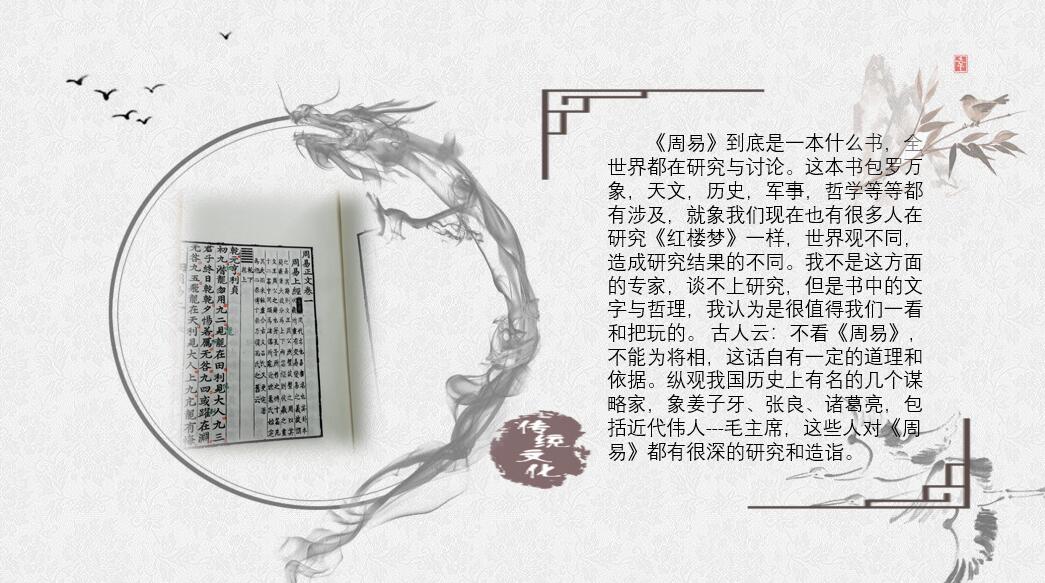 《周易》到底是一本什么书，全
世界都在研究与讨论。这本书包罗万
象，天文，历史，军事，哲学等等都
有涉及，就象我们现在也有很多人在
研究《红楼梦》一样，世界观不同，
造成研究结果的不同。我不是这方面
的专家，谈不上研究，但是书中的文
字与哲理，我认为是很值得我们一看
和把玩的。 古人云：不看《周易》，
不能为将相，这话自有一定的道理和
依据。纵观我国历史上有名的几个谋
略家，象姜子牙、张良、诸葛亮，包
括近代伟人---毛主席，这些人对《周
易》都有很深的研究和造诣。
传统
文化
周易正文卷一
周易上經
乾元亨利貞
初九潛龍勿用九二見龍在田利見大人九三
君子終日乾乾夕惕若厲无咎九四或躍在淵
无咎九五飛龍在天利見大人上九亢龍有悔